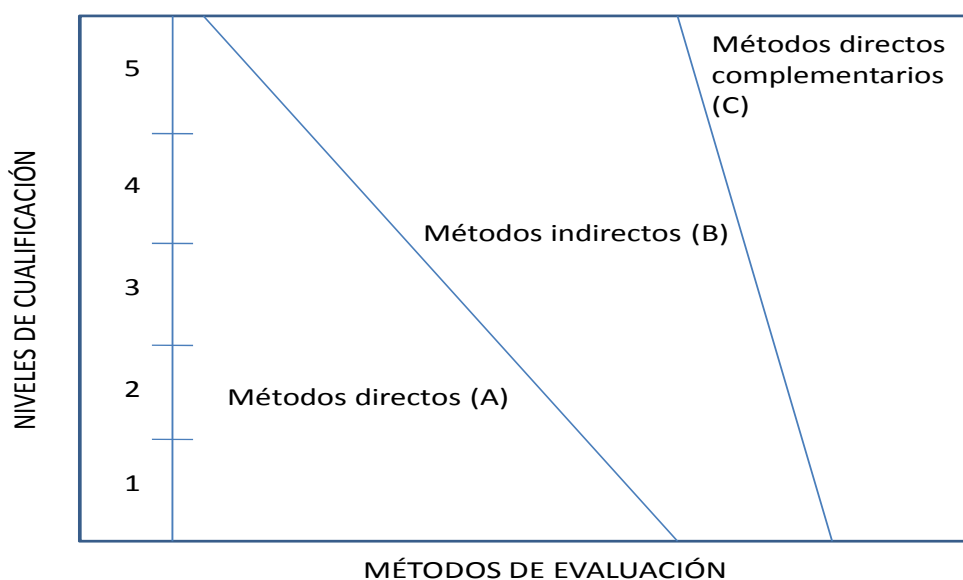 NIVELES DE CUALIFICACIÓN
5
4
3
2
1
Métodos directos
complementarios
(C)
Métodos indirectos (B)
Métodos directos (A)
MÉTODOS DE EVALUACIÓN